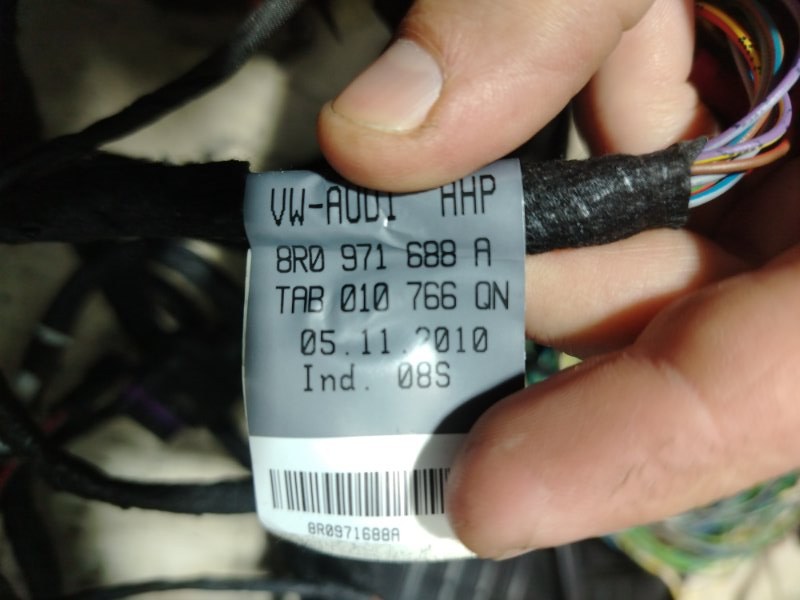 VW-AUDI AHP
8R0 971 688 A
TAB 010 766 QN
05.11.2010
Ind. 08S
8R0971688A